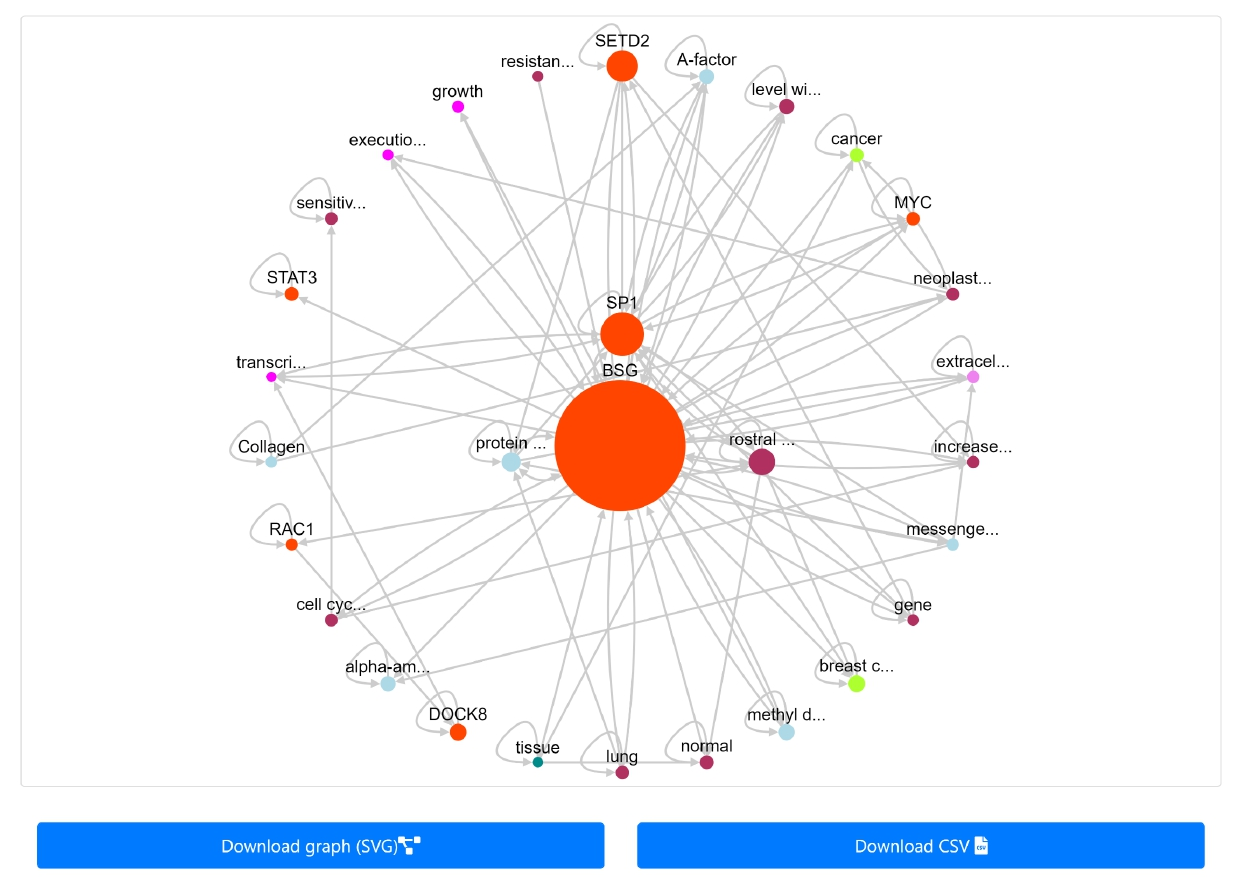 SETD2
A-factor
resistan...
level wi...
growth
cancer
executio...
MYC
sensitiv...
STAT3
neoplast...
SP1
extracel...
transcri...
BSG
Collagen
protein ...
rostral ...
increase...
RAC1
messenge...
cell cyc...
gene
alpha-am...
breast c...
DOCK8
methyl d...
tissue
lung
normal
Download graph (SVG)
Download CSV
csv